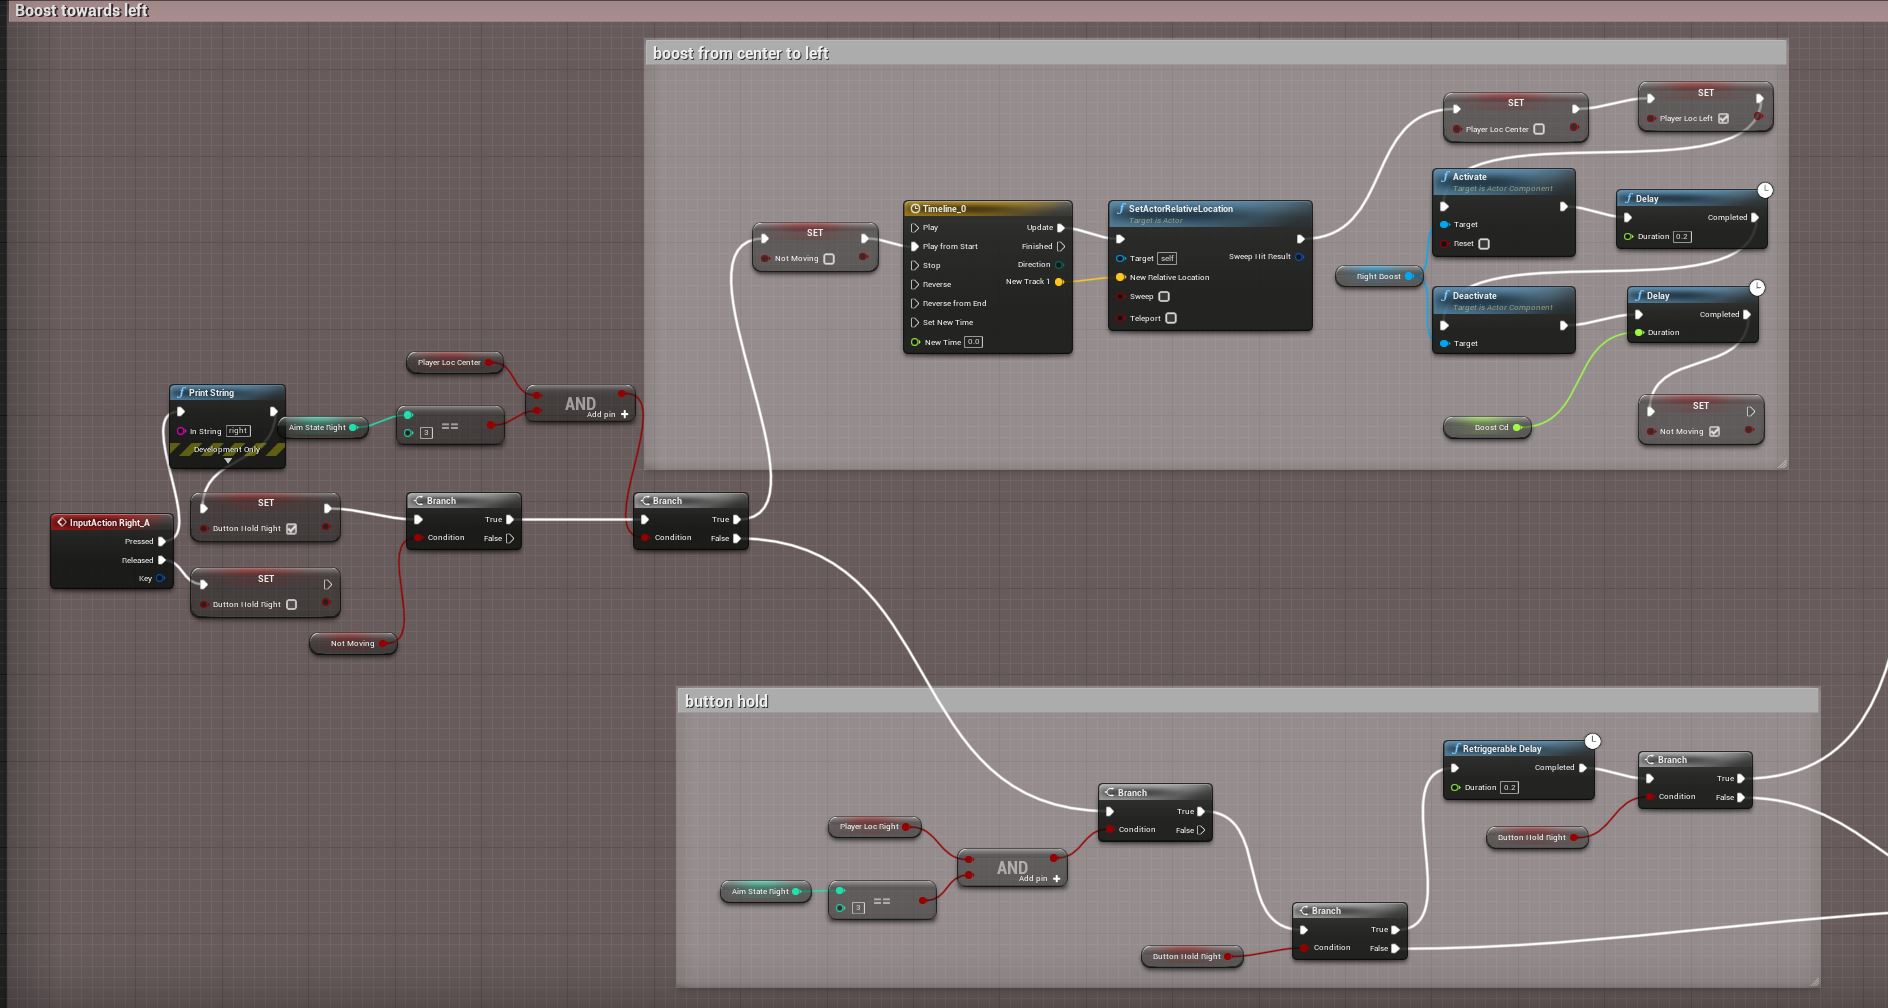 Boost towards left
boost from center to left
SET
Player Loc Center
SET
Player Loc Left
Activate
Target is Actor Component
Target
Reset
Delay
Completed
Duration 0.2
SET
Not Moving
Timeline_0
Play
Update
Play from Start
Finished
Stop
Direction
Reverse
New Track 1
Reverse from End
Set New Time
New Time 0.0
SetActorRelativeLocation
Target is Actor
Target self
Sweep Hit Result
New Relative Location
Sweep
Teleport
Right Boost
Deactivate
Target is Actor Component
Target
Delay
Completed
Duration
Boost Cd
SET
Not Moving
Player Loc Center
Print String
In String right
Development Only
Aim State Right
3
==
AND
Add pin +
SET
Button Hold Right
Branch
True
Condition
False
Branch
True
Condition
False
InputAction Right_A
Pressed
Released
Key
SET
Button Hold Right
Not Moving
button hold
Retriggerable Delay
Completed
Duration 0.2
Branch
True
Condition
False
Button Hold Right
Branch
True
Condition
False
Player Loc Right
AND
Add pin +
Aim State Right
3
==
Branch
True
Condition
False
Button Hold Right